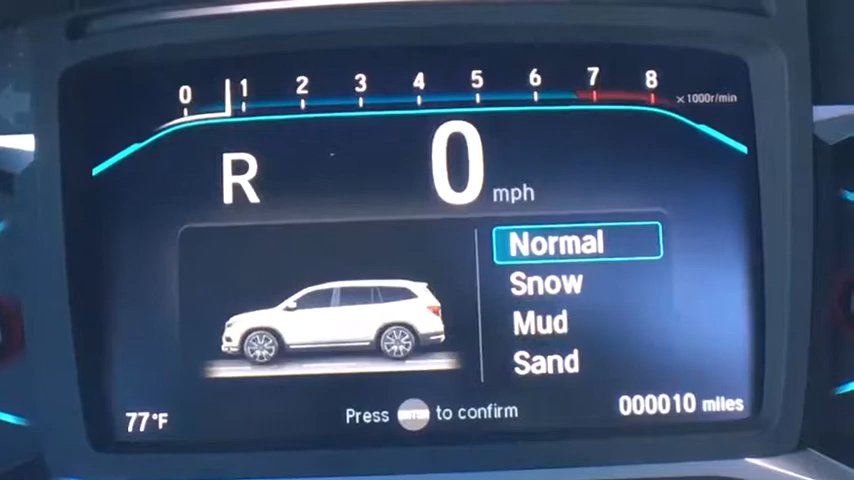 0 1 2 3 4 5 6 7 8 ×1000r/min
R 0 mph
Normal
Snow
Mud
Sand
Press ENTER to confirm
77°F 000010 miles